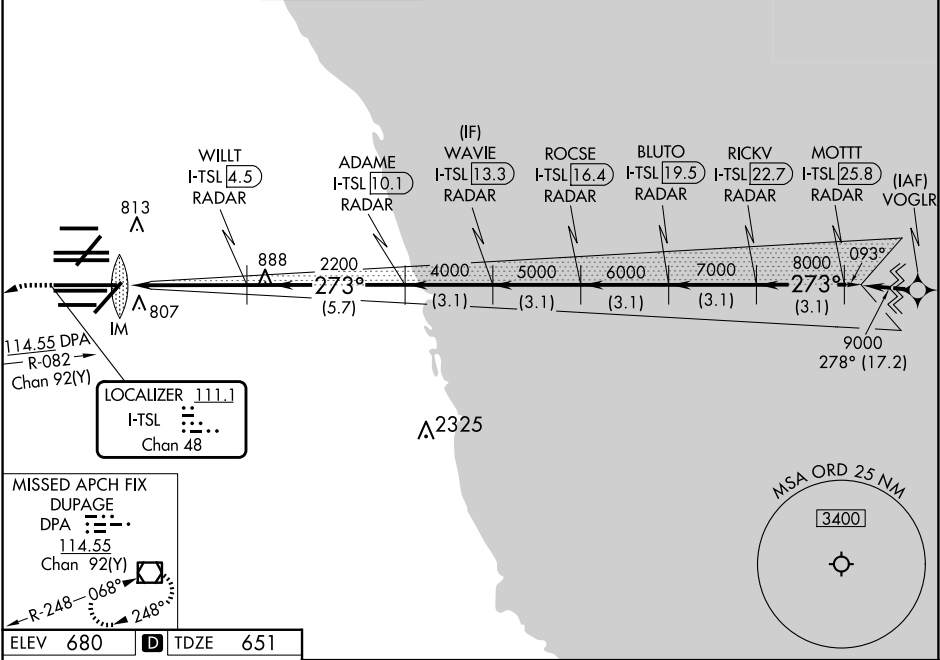 WILLT
I-TSL 4.5
RADAR
ADAME
I-TSL 10.1
RADAR
(IF)
WAVIE
I-TSL 13.3
RADAR
ROCSE
I-TSL 16.4
RADAR
BLUTO
I-TSL 19.5
RADAR
RICKV
I-TSL 22.7
RADAR
MOTTT
I-TSL 25.8
RADAR
(IAF)
VOGLR
813
888
2200
4000
5000
6000
7000
8000
093°
273°
273°
(5.7)
(3.1)
(3.1)
(3.1)
(3.1)
(3.1)
807
IM
9000
278° (17.2)
114.55 DPA
R-082
Chan 92(Y)
LOCALIZER 111.1
I-TSL
Chan 48
2325
MISSED APCH FIX
DUPAGE
DPA
114.55
Chan 92(Y)
R-248
068°
248°
MSA ORD 25 NM
3400
ELEV 680 D TDZE 651